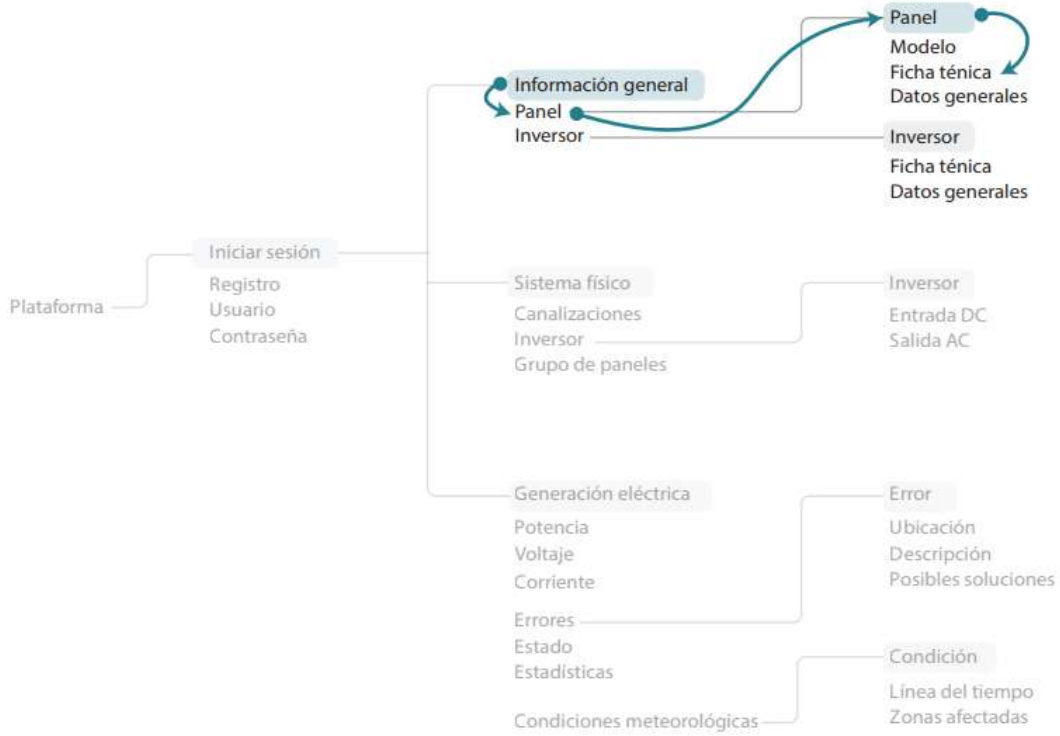 Plataforma
Iniciar sesión
Registro
Usuario
Contraseña
Información general
Panel
Inversor
Panel
Modelo
Ficha ténica
Datos generales
Inversor
Ficha ténica
Datos generales
Sistema físico
Canalizaciones
Inversor
Grupo de paneles
Inversor
Entrada DC
Salida AC
Generación eléctrica
Potencia
Voltaje
Corriente
Errores
Estado
Estadísticas
Condiciones meteorológicas
Error
Ubicación
Descripción
Posibles soluciones
Condición
Línea del tiempo
Zonas afectadas